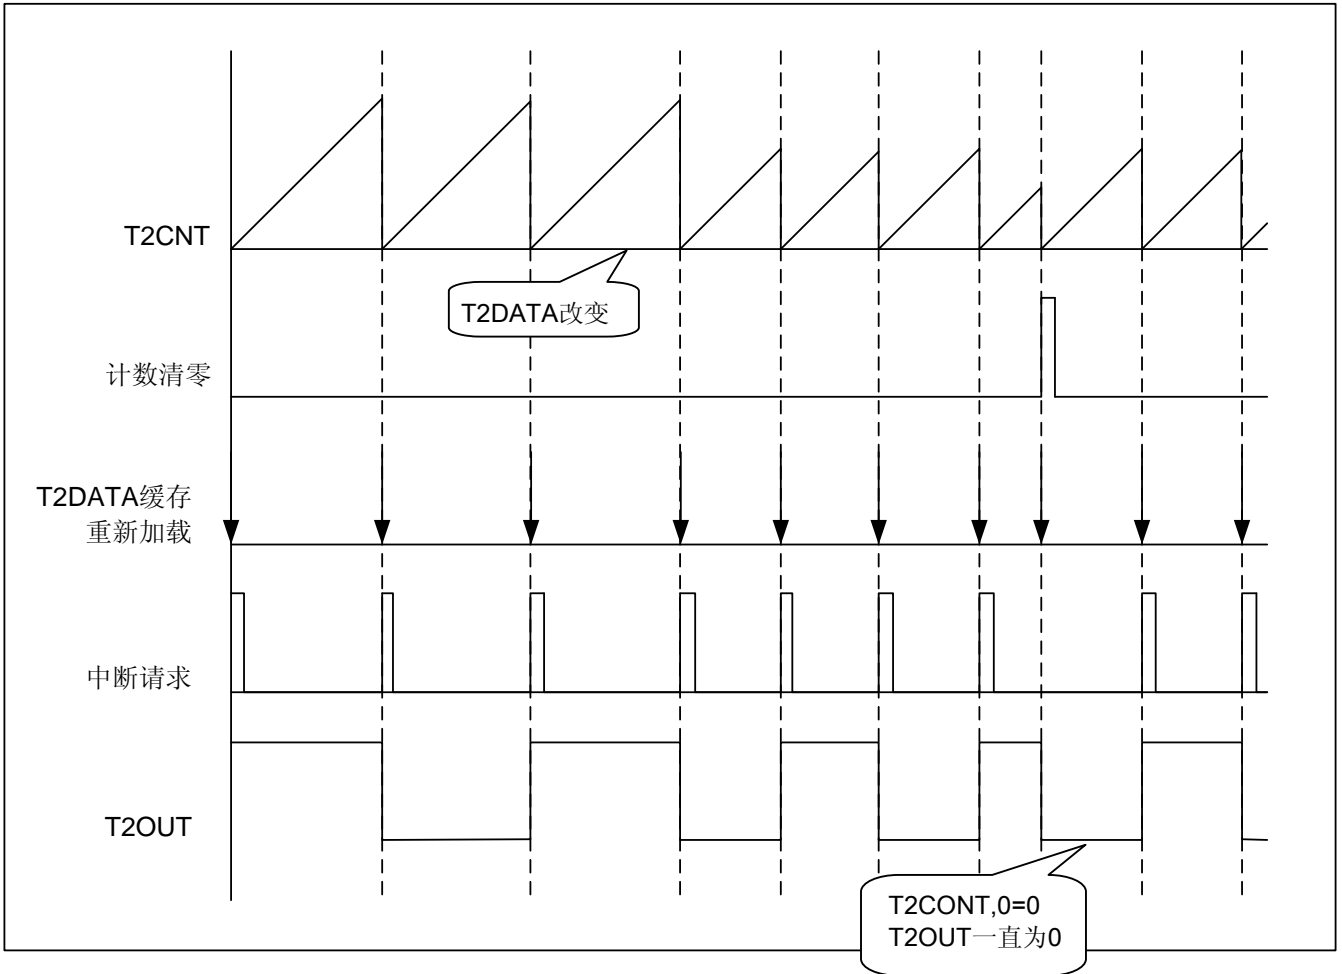 T2CNT
T2DATA改变
计数清零
T2DATA缓存
重新加载
中断请求
T2OUT
T2CONT,0=0
T2OUT一直为0